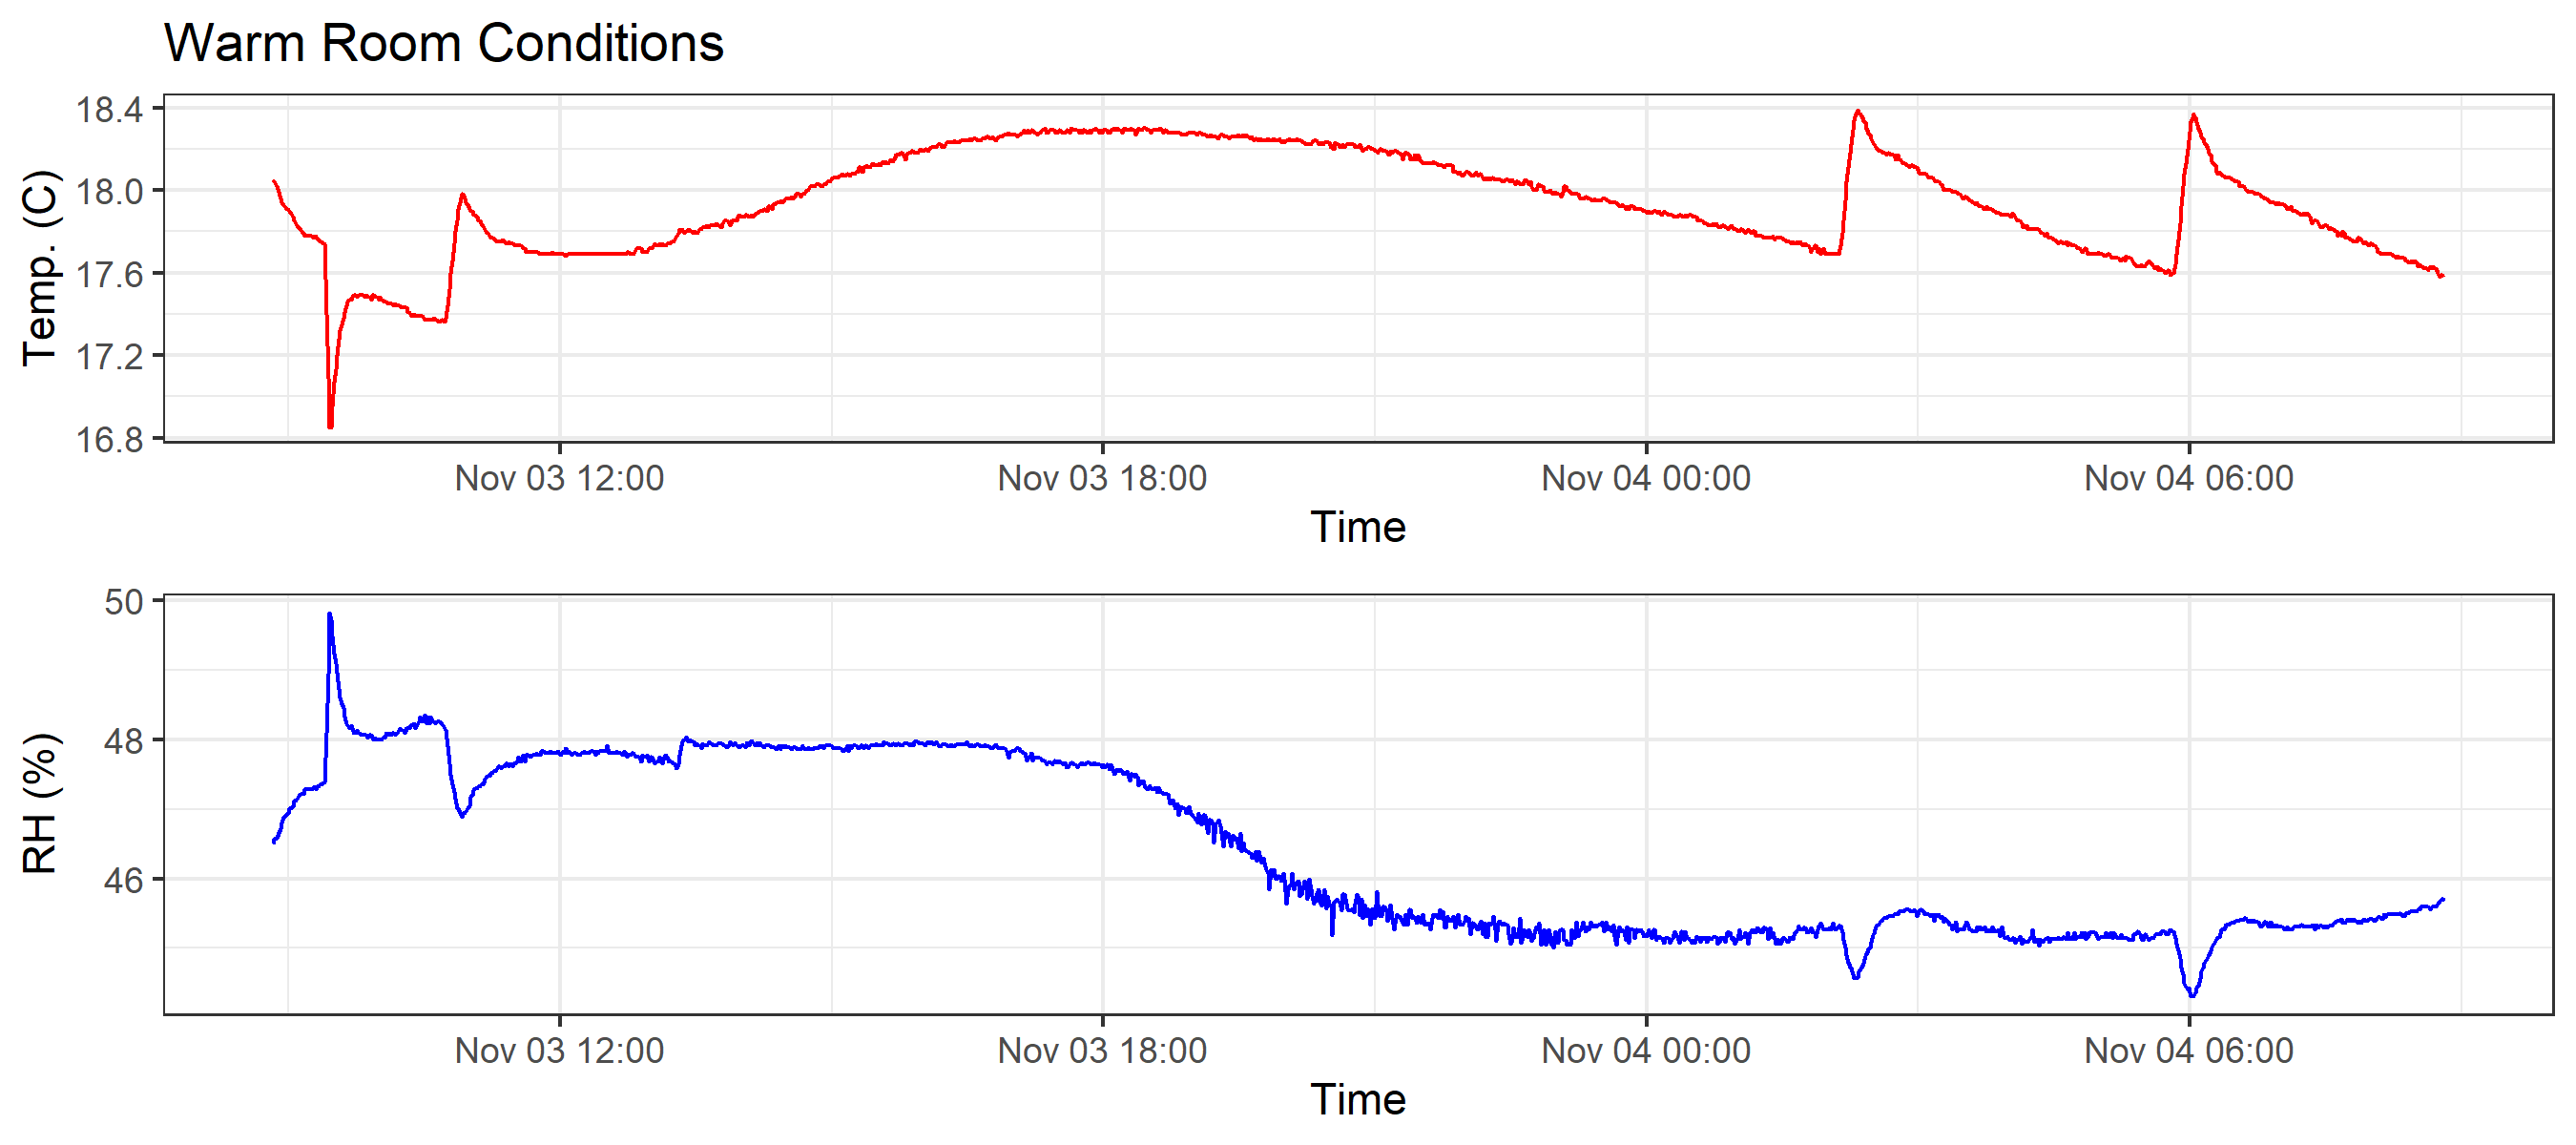 Warm Room Conditions
Temp. (C)
18.4
18.0
17.6
17.2
16.8
Nov 03 12:00 Nov 03 18:00 Nov 04 00:00 Nov 04 06:00
Time
RH (%)
50
48
46
Nov 03 12:00 Nov 03 18:00 Nov 04 00:00 Nov 04 06:00
Time